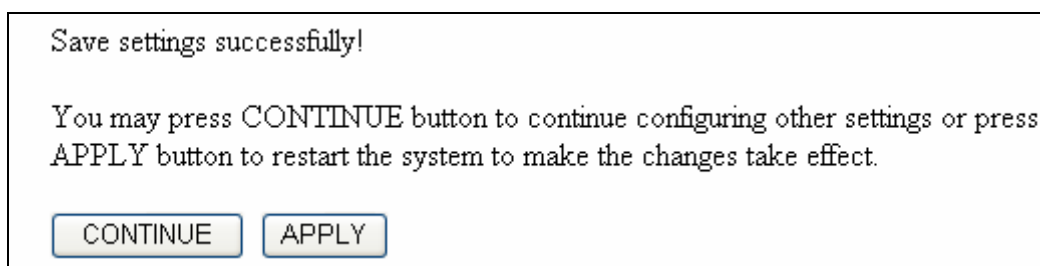 Save settings successfully!
You may press CONTINUE button to continue configuring other settings or press
APPLY button to restart the system to make the changes take effect.
CONTINUE APPLY